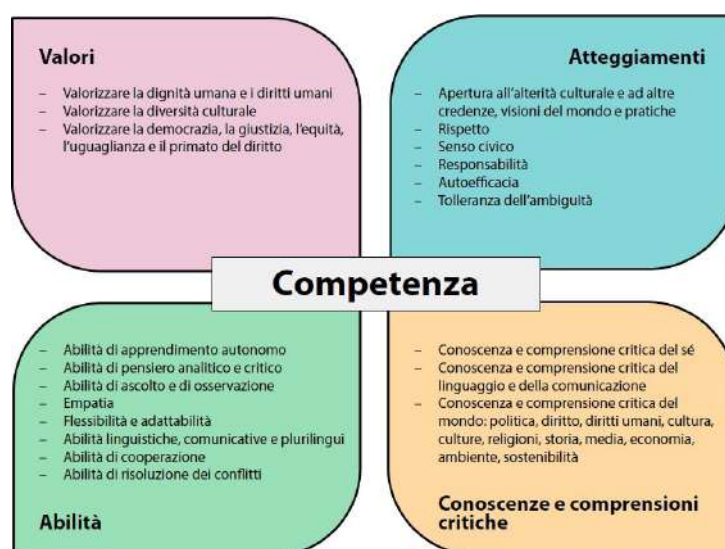 Valori
– Valorizzare la dignità umana e i diritti umani
– Valorizzare la diversità culturale
– Valorizzare la democrazia, la giustizia, l'equità,
l'uguaglianza e il primato del diritto
Atteggiamenti
– Apertura all'alterità culturale e ad altre
credenze, visioni del mondo e pratiche
– Rispetto
– Senso civico
– Responsabilità
– Autoefficacia
– Tolleranza dell'ambiguità
Competenza
– Abilità di apprendimento autonomo
– Abilità di pensiero analitico e critico
– Abilità di ascolto e di osservazione
– Empatia
– Flessibilità e adattabilità
– Abilità linguistiche, comunicative e plurilingui
– Abilità di cooperazione
– Abilità di risoluzione dei conflitti
Abilità
– Conoscenza e comprensione critica del sé
– Conoscenza e comprensione critica del
linguaggio e della comunicazione
– Conoscenza e comprensione critica del
mondo: politica, diritto, diritti umani, cultura,
culture, religioni, storia, media, economia,
ambiente, sostenibilità
Conoscenze e comprensioni
critiche